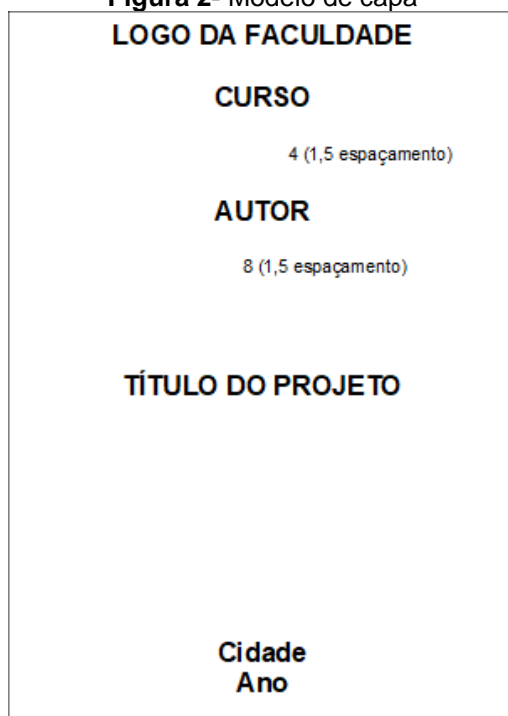 Figura 2- Modelo de capa
LOGO DA FACULDADE
CURSO
4 (1,5 espaçamento)
AUTOR
8 (1,5 espaçamento)
TÍTULO DO PROJETO
Cidade
Ano